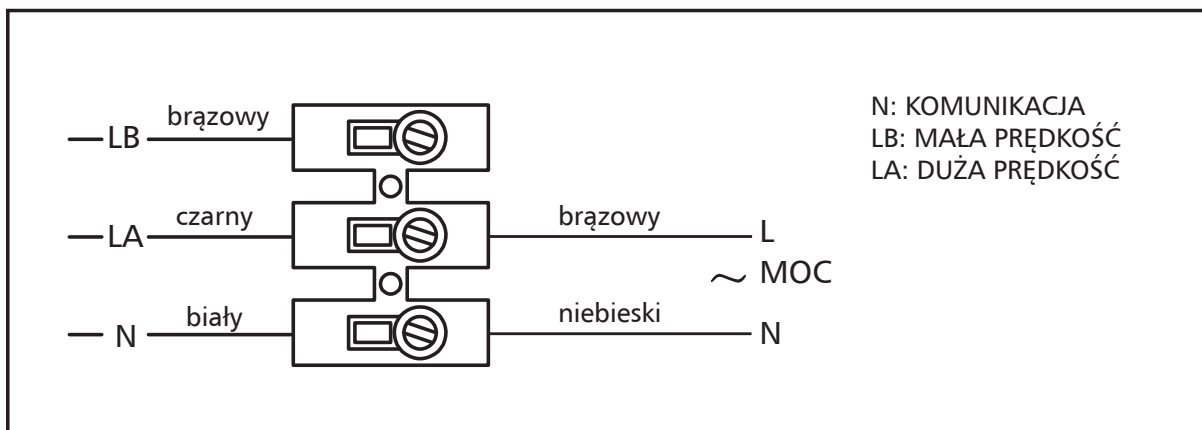 brązowy
LB
czarny
LA
biały
N
brązowy
L
~ MOC
niebieski
N
N: KOMUNIKACJA
LB: MAŁA PRĘDKOŚĆ
LA: DUŻA PRĘDKOŚĆ